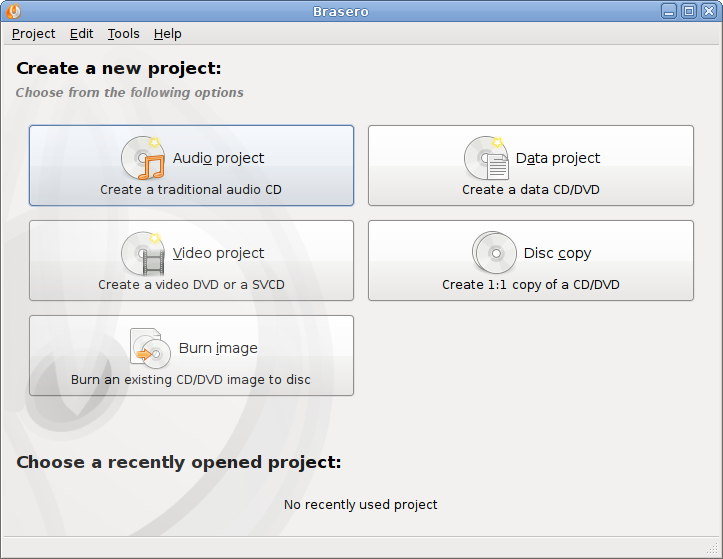 Brasero
Project Edit Tools Help
Create a new project:
Choose from the following options
Audio project
Create a traditional audio CD
Data project
Create a data CD/DVD
Video project
Create a video DVD or a SVCD
Disc copy
Create 1:1 copy of a CD/DVD
Burn image
Burn an existing CD/DVD image to disc
Choose a recently opened project:
No recently used project